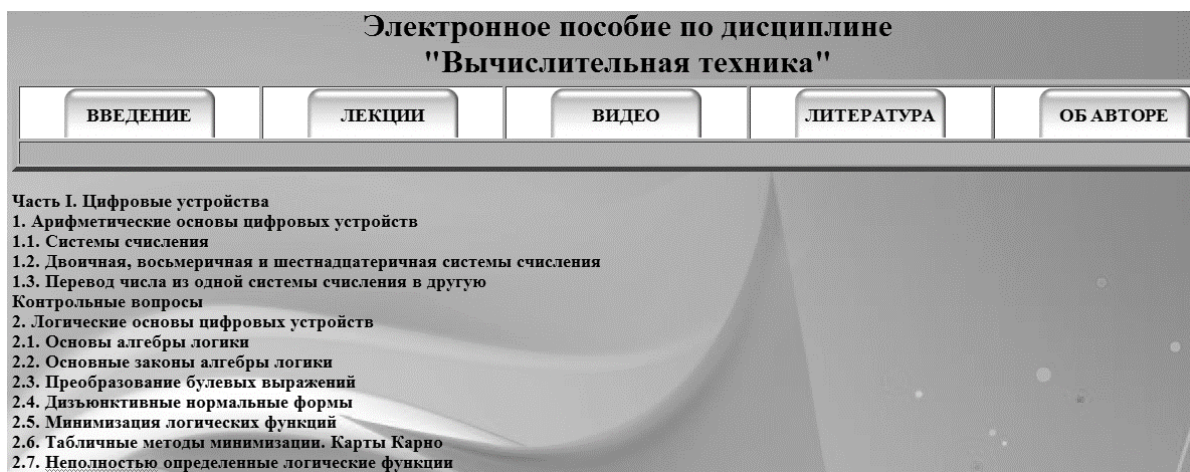 Электронное пособие по дисциплине
"Вычислительная техника"
ВВЕДЕНИЕ
ЛЕКЦИИ
ВИДЕО
ЛИТЕРАТУРА
ОБ АВТОРЕ
Часть I. Цифровые устройства
1. Арифметические основы цифровых устройств
1.1. Системы счисления
1.2. Двоичная, восьмеричная и шестнадцатеричная системы счисления
1.3. Перевод числа из одной системы счисления в другую
Контрольные вопросы
2. Логические основы цифровых устройств
2.1. Основы алгебры логики
2.2. Основные законы алгебры логики
2.3. Преобразование булевых выражений
2.4. Дизъюнктивные нормальные формы
2.5. Минимизация логических функций
2.6. Табличные методы минимизации. Карты Карно
2.7. Неполностью определенные логические функции